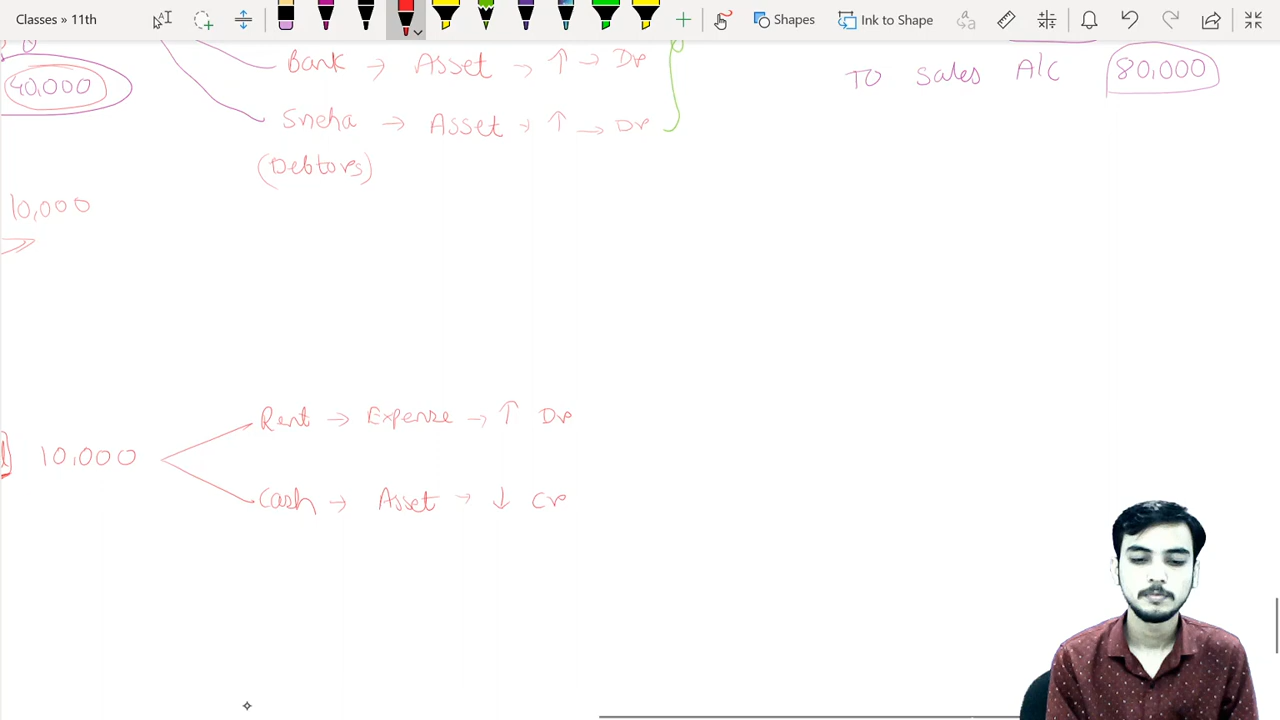 Classes » 11th
Shapes
Ink to Shape
40,000
Bank → Asset → ↑ → Dr
To Sales A/C 80,000
Sneha → Asset → ↑ → Dr
(Debtors)
10,000
Rent → Expense → ↑ Dr
10,000
Cash → Asset → ↓ Cr